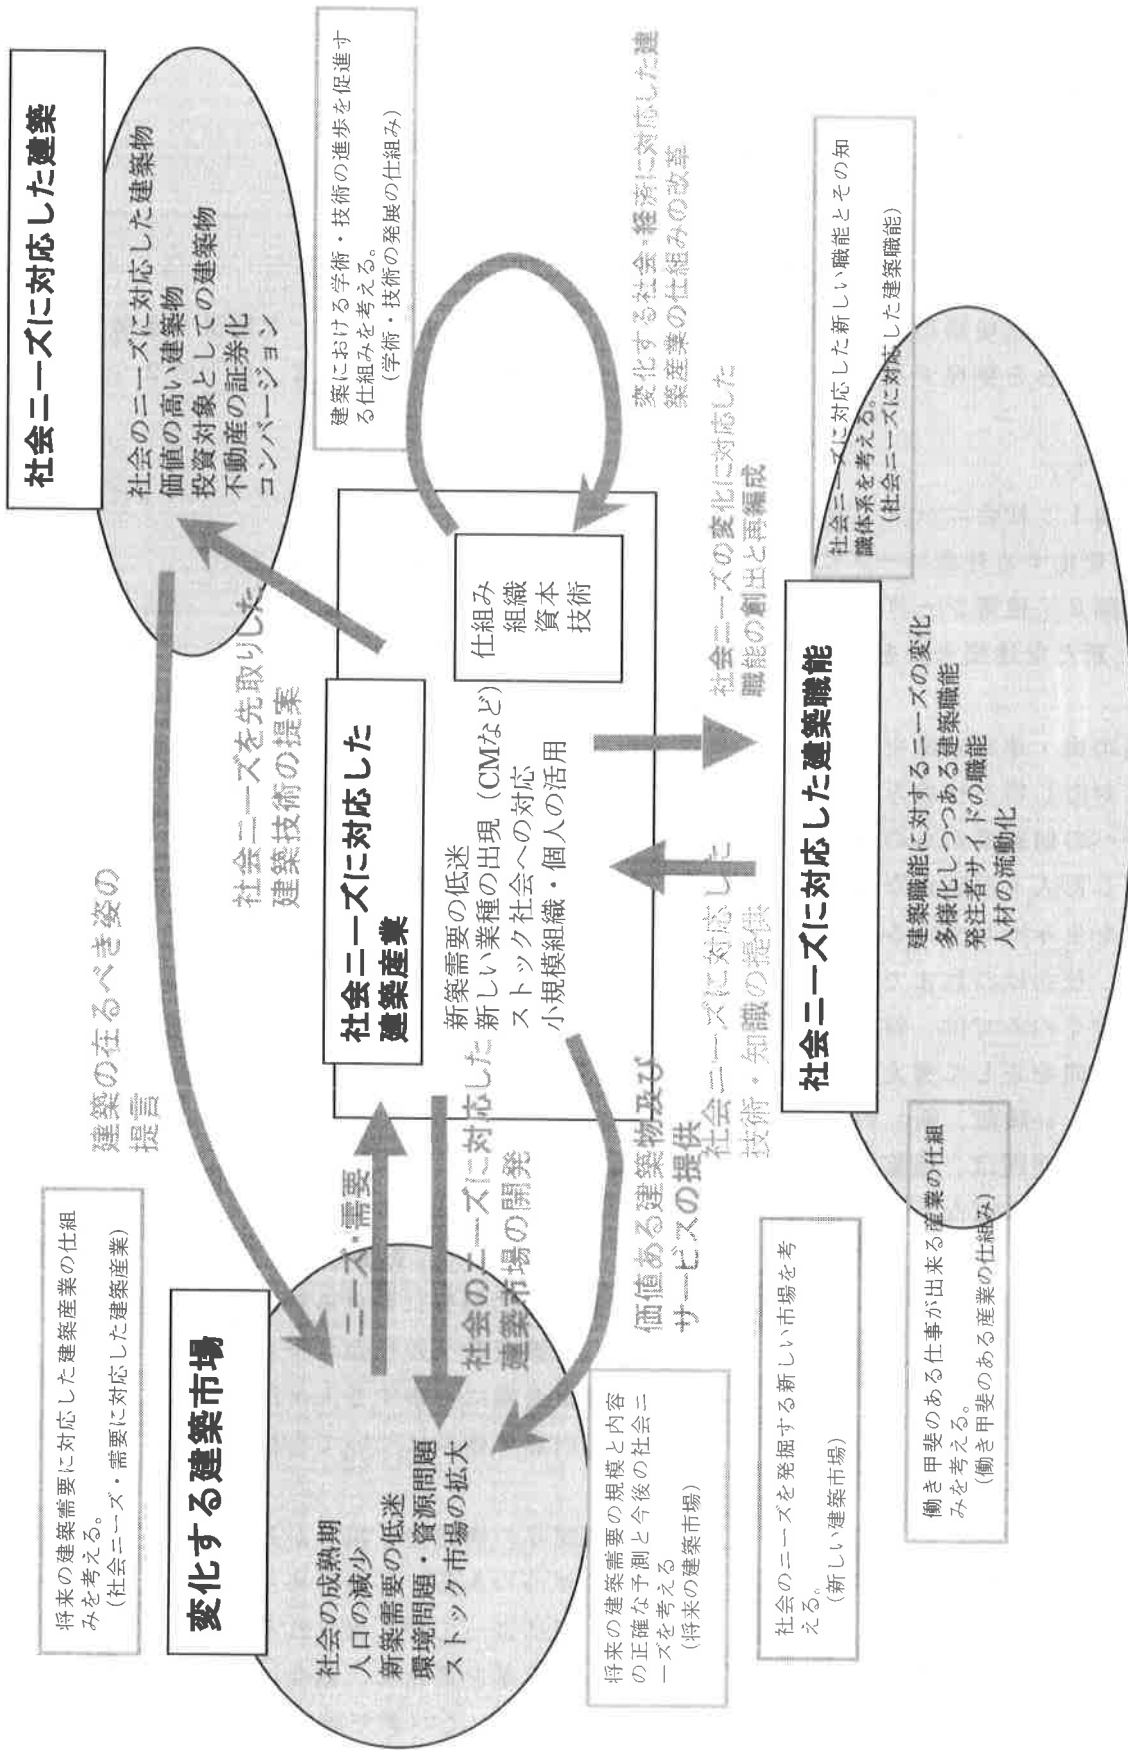 将来の建築需要に対応した建築産業の仕組
みを考える。
(社会ニーズ・需要に対応した建築産業)
変化する建築市場
社会の成熟期
人口の減少
新築需要の低迷
環境問題・資源問題
ストック市場の拡大
将来の建築需要の規模と内容
の正確な予測と今後の社会ニ
ーズを考える
(将来の建築市場)
社会のニーズを発掘する新しい市場を考
える。
(新しい建築市場)
働き甲斐のある仕事が出来る産業の仕組
みを考える。
(働き甲斐のある産業の仕組み)
建築の在るべき姿の
提言
ニーズ・需要
社会のニーズに対応した
建築市場の開発
価値ある建築物及び
サービスの提供
社会ニーズを先取りした
建築技術の提案
社会ニーズに対応した
建築産業
新築需要の低迷
新しい業種の出現(CMなど)
ストック社会への対応
小規模組織・個人の活用
仕組み
組織
資本
技術
社会ニーズに対応した
技術・知識の提供
社会ニーズの変化に対応した
職能の創出と再編成
社会ニーズに対応した建築職能
建築職能に対するニーズの変化
多様化しつつある建築職能
発注者サイドの職能
人材の流動化
社会ニーズに対応した建築
社会のニーズに対応した建築物
価値の高い建築物
投資対象としての建築物
不動産の証券化
コンバージョン
建築における学術・技術の進歩を促進す
る仕組みを考える。
(学術・技術の発展の仕組み)
変化する社会・経済に対応した建
築産業の仕組みの改革
社会ニーズに対応した新しい職能とその知
識体系を考える。
(社会ニーズに対応した建築職能)